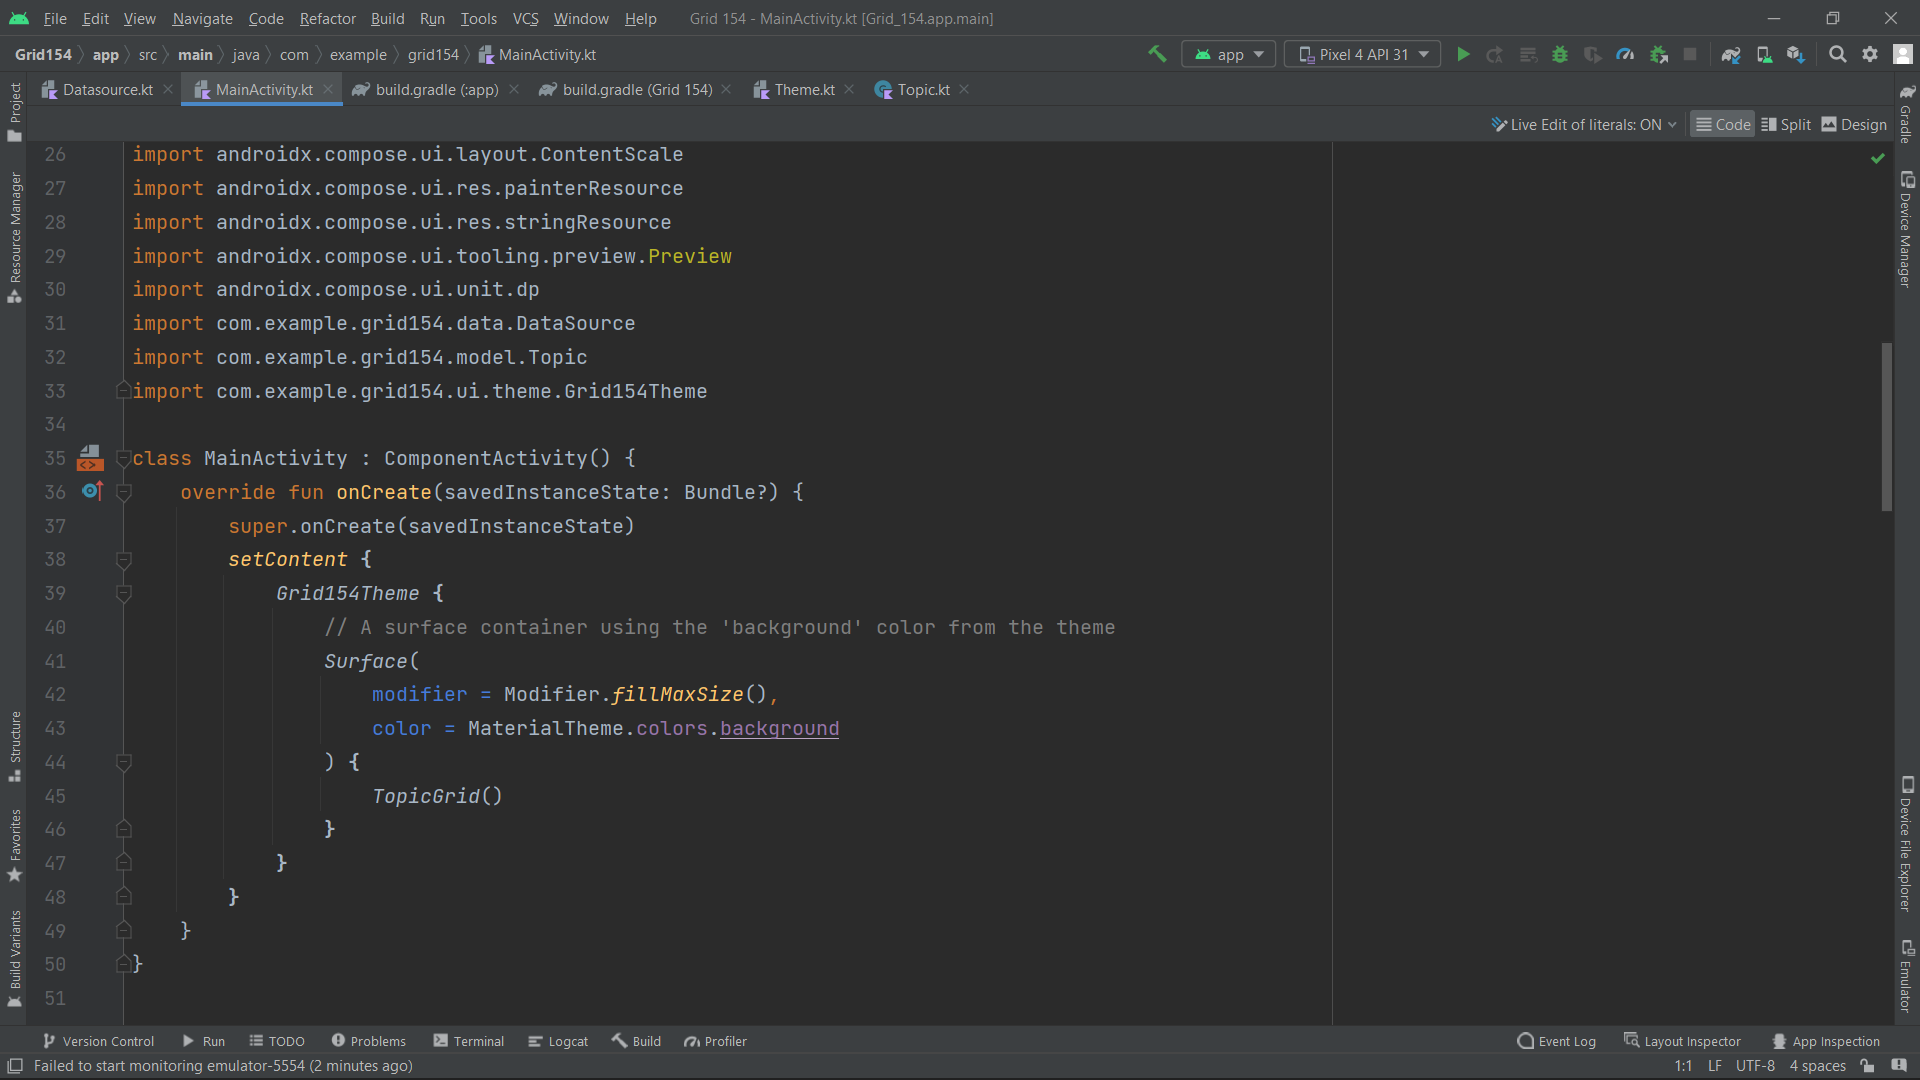 File Edit View Navigate Code Refactor Build Run Tools VCS Window Help Grid 154 - MainActivity.kt [Grid_154.app.main]
Grid154 app src main java com example grid154 MainActivity.kt app Pixel 4 API 31
Datasource.kt MainActivity.kt build.gradle (:app) build.gradle (Grid 154) Theme.kt Topic.kt
Live Edit of literals: ON Code Split Design
Project
Resource Manager
Structure
Favorites
Build Variants
26 import androidx.compose.ui.layout.ContentScale
27 import androidx.compose.ui.res.painterResource
28 import androidx.compose.ui.res.stringResource
29 import androidx.compose.ui.tooling.preview.Preview
30 import androidx.compose.ui.unit.dp
31 import com.example.grid154.data.DataSource
32 import com.example.grid154.model.Topic
33 import com.example.grid154.ui.theme.Grid154Theme
34
35 class MainActivity : ComponentActivity() {
36 override fun onCreate(savedInstanceState: Bundle?) {
37 super.onCreate(savedInstanceState)
38 setContent {
39 Grid154Theme {
40 // A surface container using the 'background' color from the theme
41 Surface(
42 modifier = Modifier.fillMaxSize(),
43 color = MaterialTheme.colors.background
44 ) {
45 TopicGrid()
46 }
47 }
48 }
49 }
50 }
51
Gradle
Device Manager
Device File Explorer
Emulator
Version Control Run TODO Problems Terminal Logcat Build Profiler Event Log Layout Inspector App Inspection
Failed to start monitoring emulator-5554 (2 minutes ago) 1:1 LF UTF-8 4 spaces